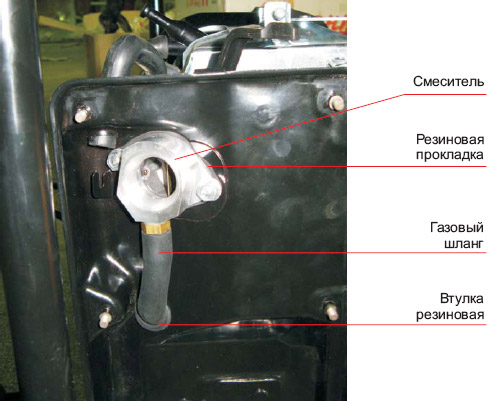 Смеситель
Резиновая
прокладка
Газовый
шланг
Втулка
резиновая